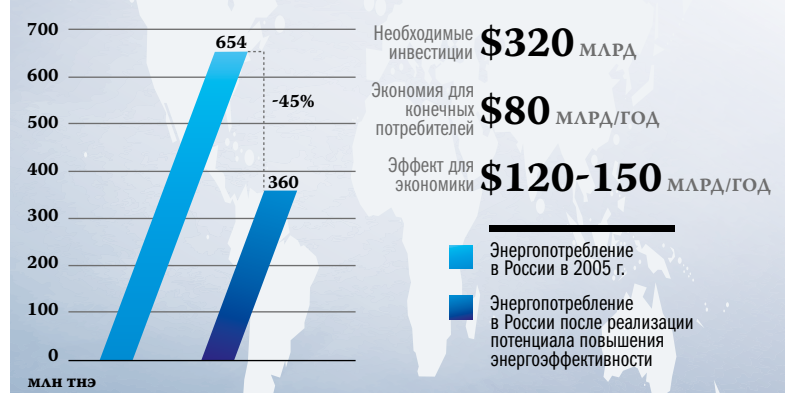 700
600
500
400
300
200
100
0
МЛН ТНЭ
654
-45%
360
Необходимые
инвестиции
$320 МЛРД
Экономия для
конечных
потребителей
$80 МЛРД/ГОД
Эффект для
экономики
$120-150 МЛРД/ГОД
Энергопотребление
в России в 2005 г.
Энергопотребление
в России после реализации
потенциала повышения
энергоэффективности